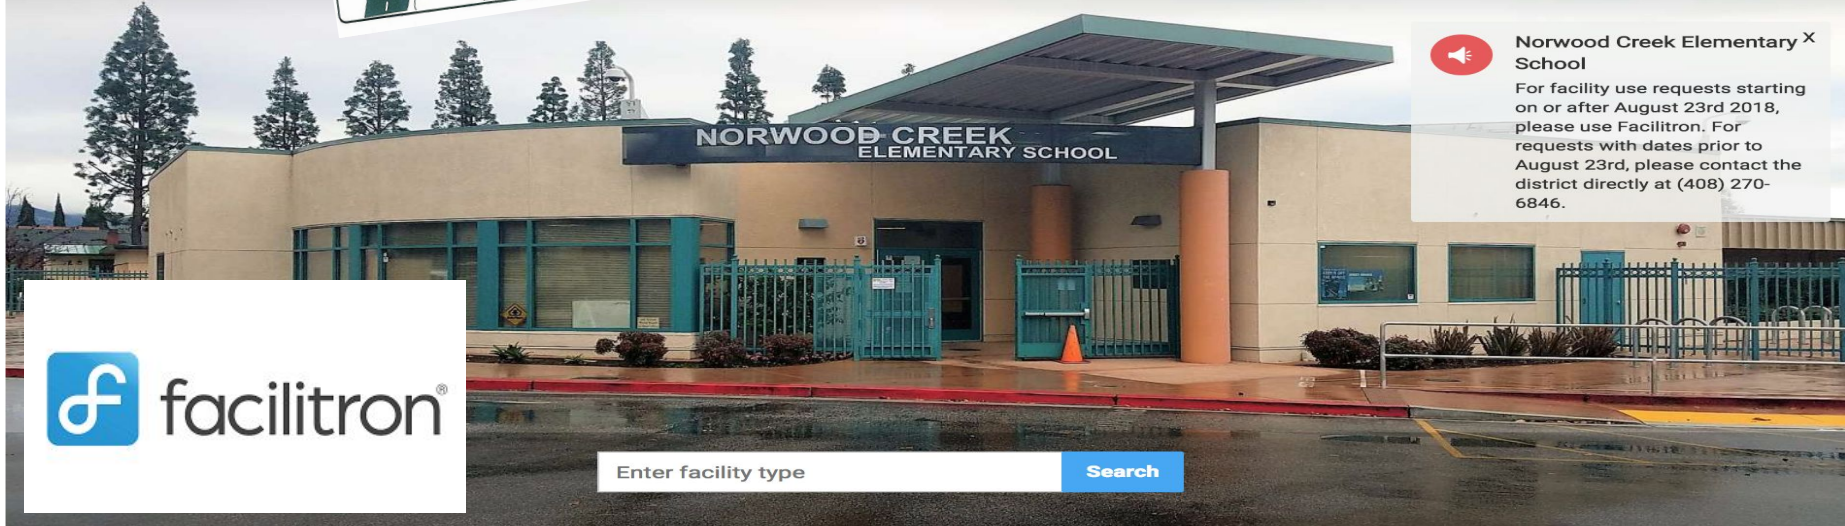 NORWOOD CREEK
ELEMENTARY SCHOOL
Norwood Creek Elementary X
School
For facility use requests starting
on or after August 23rd 2018,
please use Facilitron. For
requests with dates prior to
August 23rd, please contact the
district directly at (408) 270-
6846.
f facilitron®
Enter facility type
Search